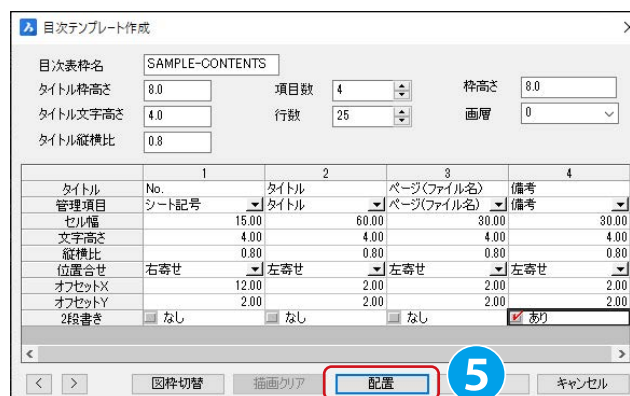 目次テンプレート作成
目次表枠名 SAMPLE-CONTENTS
タイトル枠高さ 8.0 項目数 4 枠高さ 8.0
タイトル文字高さ 4.0 行数 25 画層 0
タイトル縦横比 0.8
1 2 3 4
タイトル No. タイトル ページ(ファイル名) 備考
管理項目 シート記号 タイトル ページ(ファイル名) 備考
セル幅 15.00 60.00 30.00 30.00
文字高さ 4.00 4.00 4.00 4.00
縦横比 0.80 0.80 0.80 0.80
位置合せ 右寄せ 左寄せ 左寄せ 左寄せ
オフセットX 12.00 2.00 2.00 2.00
オフセットY 2.00 2.00 2.00 2.00
2段書き なし なし なし あり
< > 図枠切替 描画クリア 配置 5 キャンセル